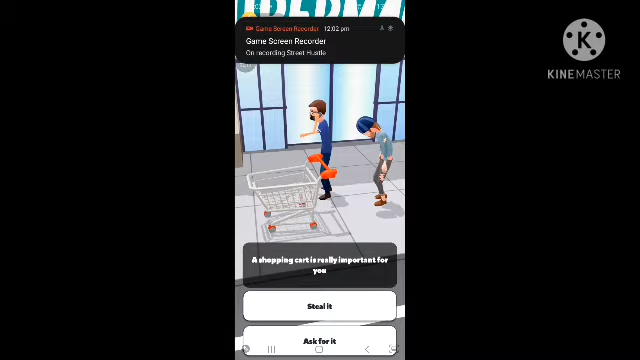 Game Screen Recorder 12:02 pm
Game Screen Recorder
On recording Street Hustle
KINEMASTER
A shopping cart is really important for
you
Steal it
Ask for it